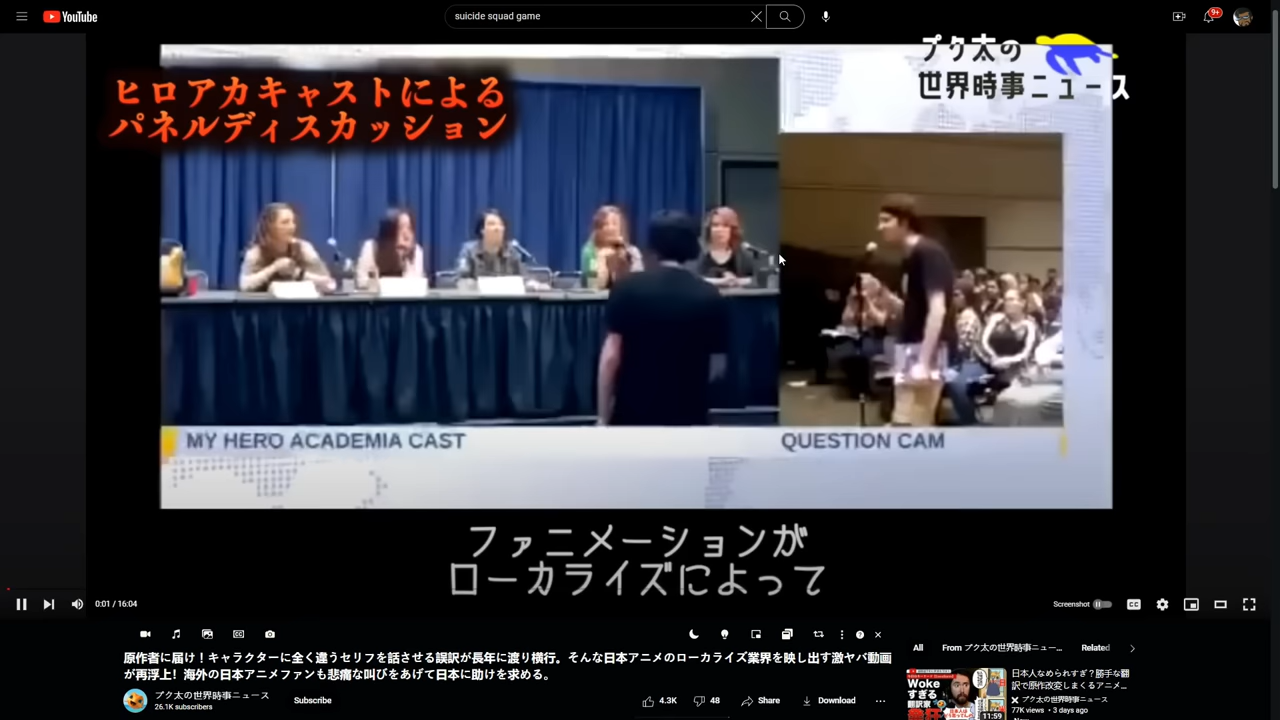 YouTube
suicide squad game
9+
プク太の
世界時事ニュース
ヒロアカキャストによる
パネルディスカッション
MY HERO ACADEMIA CAST
QUESTION CAM
ファニメーションが
ローカライズによって
0:01 / 16:04
Screenshot
CC
原作者に届け！キャラクターに全く違うセリフを話させる誤訳が長年に渡り横行。そんな日本アニメのローカライズ業界を映し出す激ヤバ動画
が再浮上！海外の日本アニメファンも悲痛な叫びをあげて日本に助けを求める。
プク太の世界時事ニュース
26.1K subscribers
Subscribe
4.3K
48
Share
Download
All
From プク太の世界時事ニュー...
Related
Woke
すぎる
翻訳家
11:59
日本人なめられすぎ？勝手な翻
訳で原作改変しまくるアニメ...
プク太の世界時事ニュース
77K views • 3 days ago